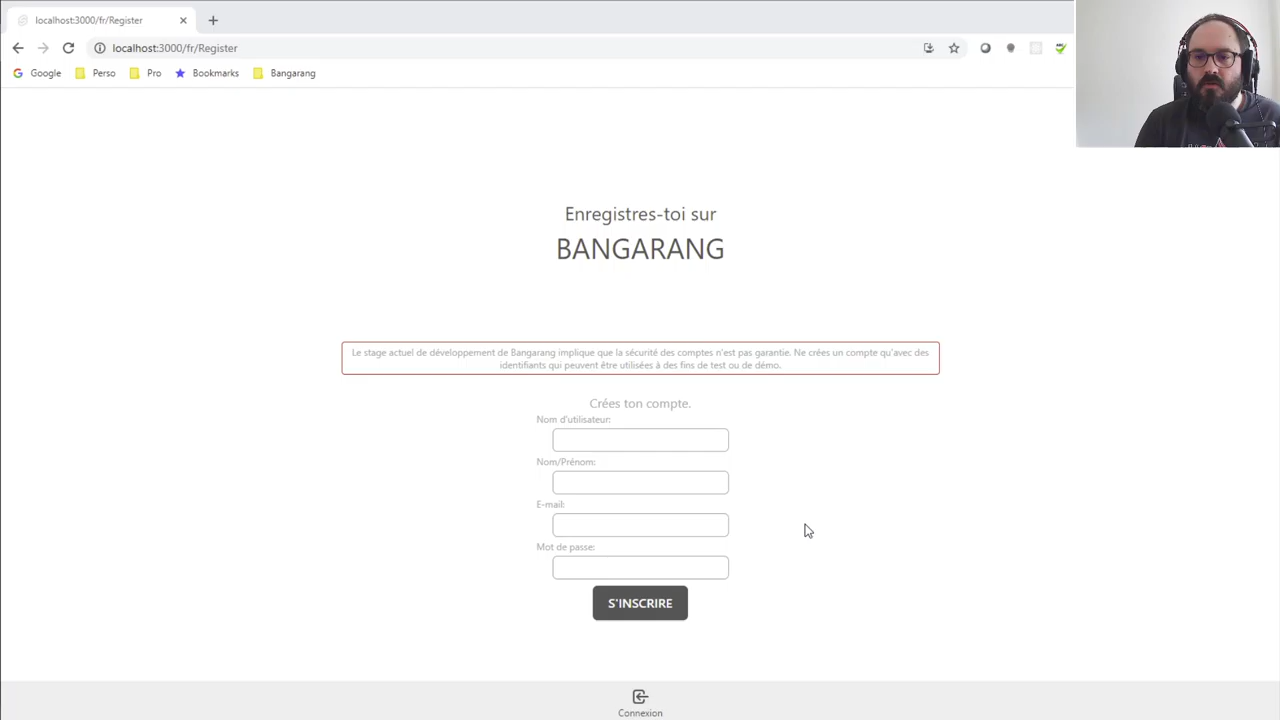 localhost:3000/fr/Register
localhost:3000/fr/Register
Google
Perso
Pro
Bookmarks
Bangarang
Enregistres-toi sur
BANGARANG
Le stage actuel de développement de Bangarang implique que la sécurité des comptes n'est pas garantie. Ne crées un compte qu'avec des
identifiants qui peuvent être utilisées à des fins de test ou de démo.
Crées ton compte.
Nom d'utilisateur:
Nom/Prénom:
E-mail:
Mot de passe:
S'INSCRIRE
Connexion